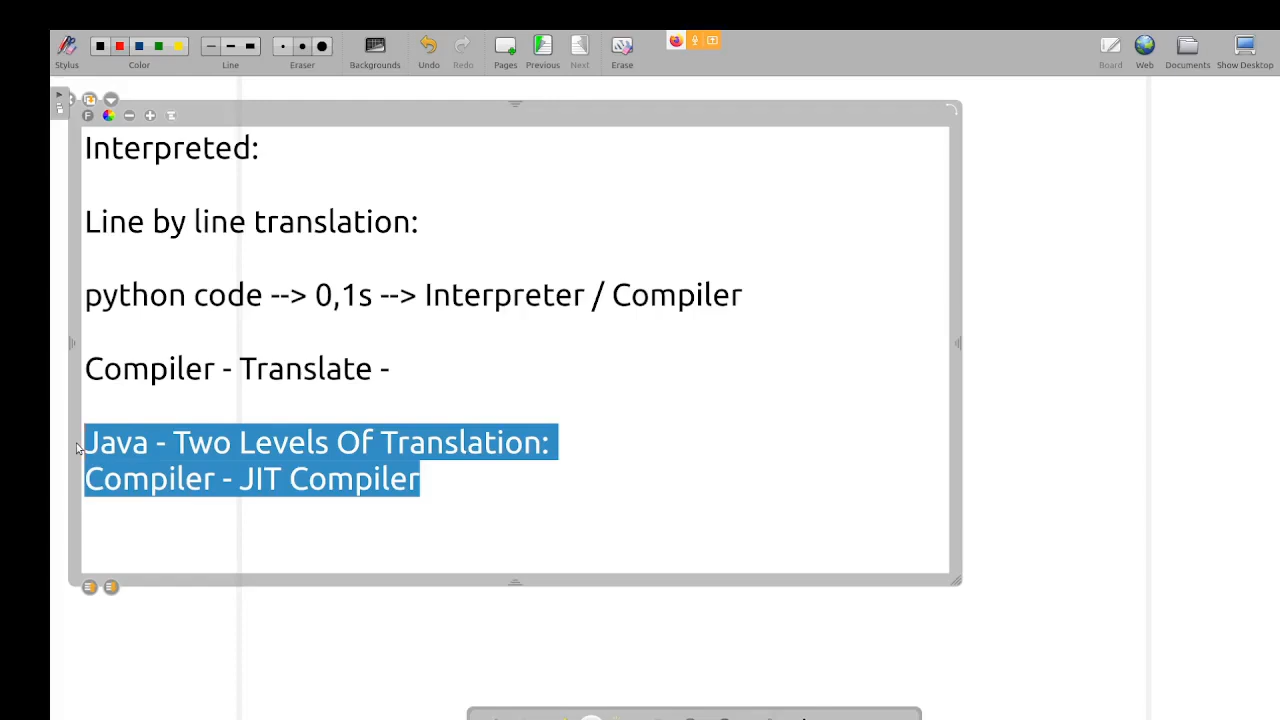 Stylus
Color
Line
Eraser
Backgrounds
Undo
Redo
Pages
Previous
Next
Erase
Board
Web
Documents
Show Desktop
F
Interpreted:
Line by line translation:
python code --> 0,1s --> Interpreter / Compiler
Compiler - Translate -
Java - Two Levels Of Translation:
Compiler - JIT Compiler